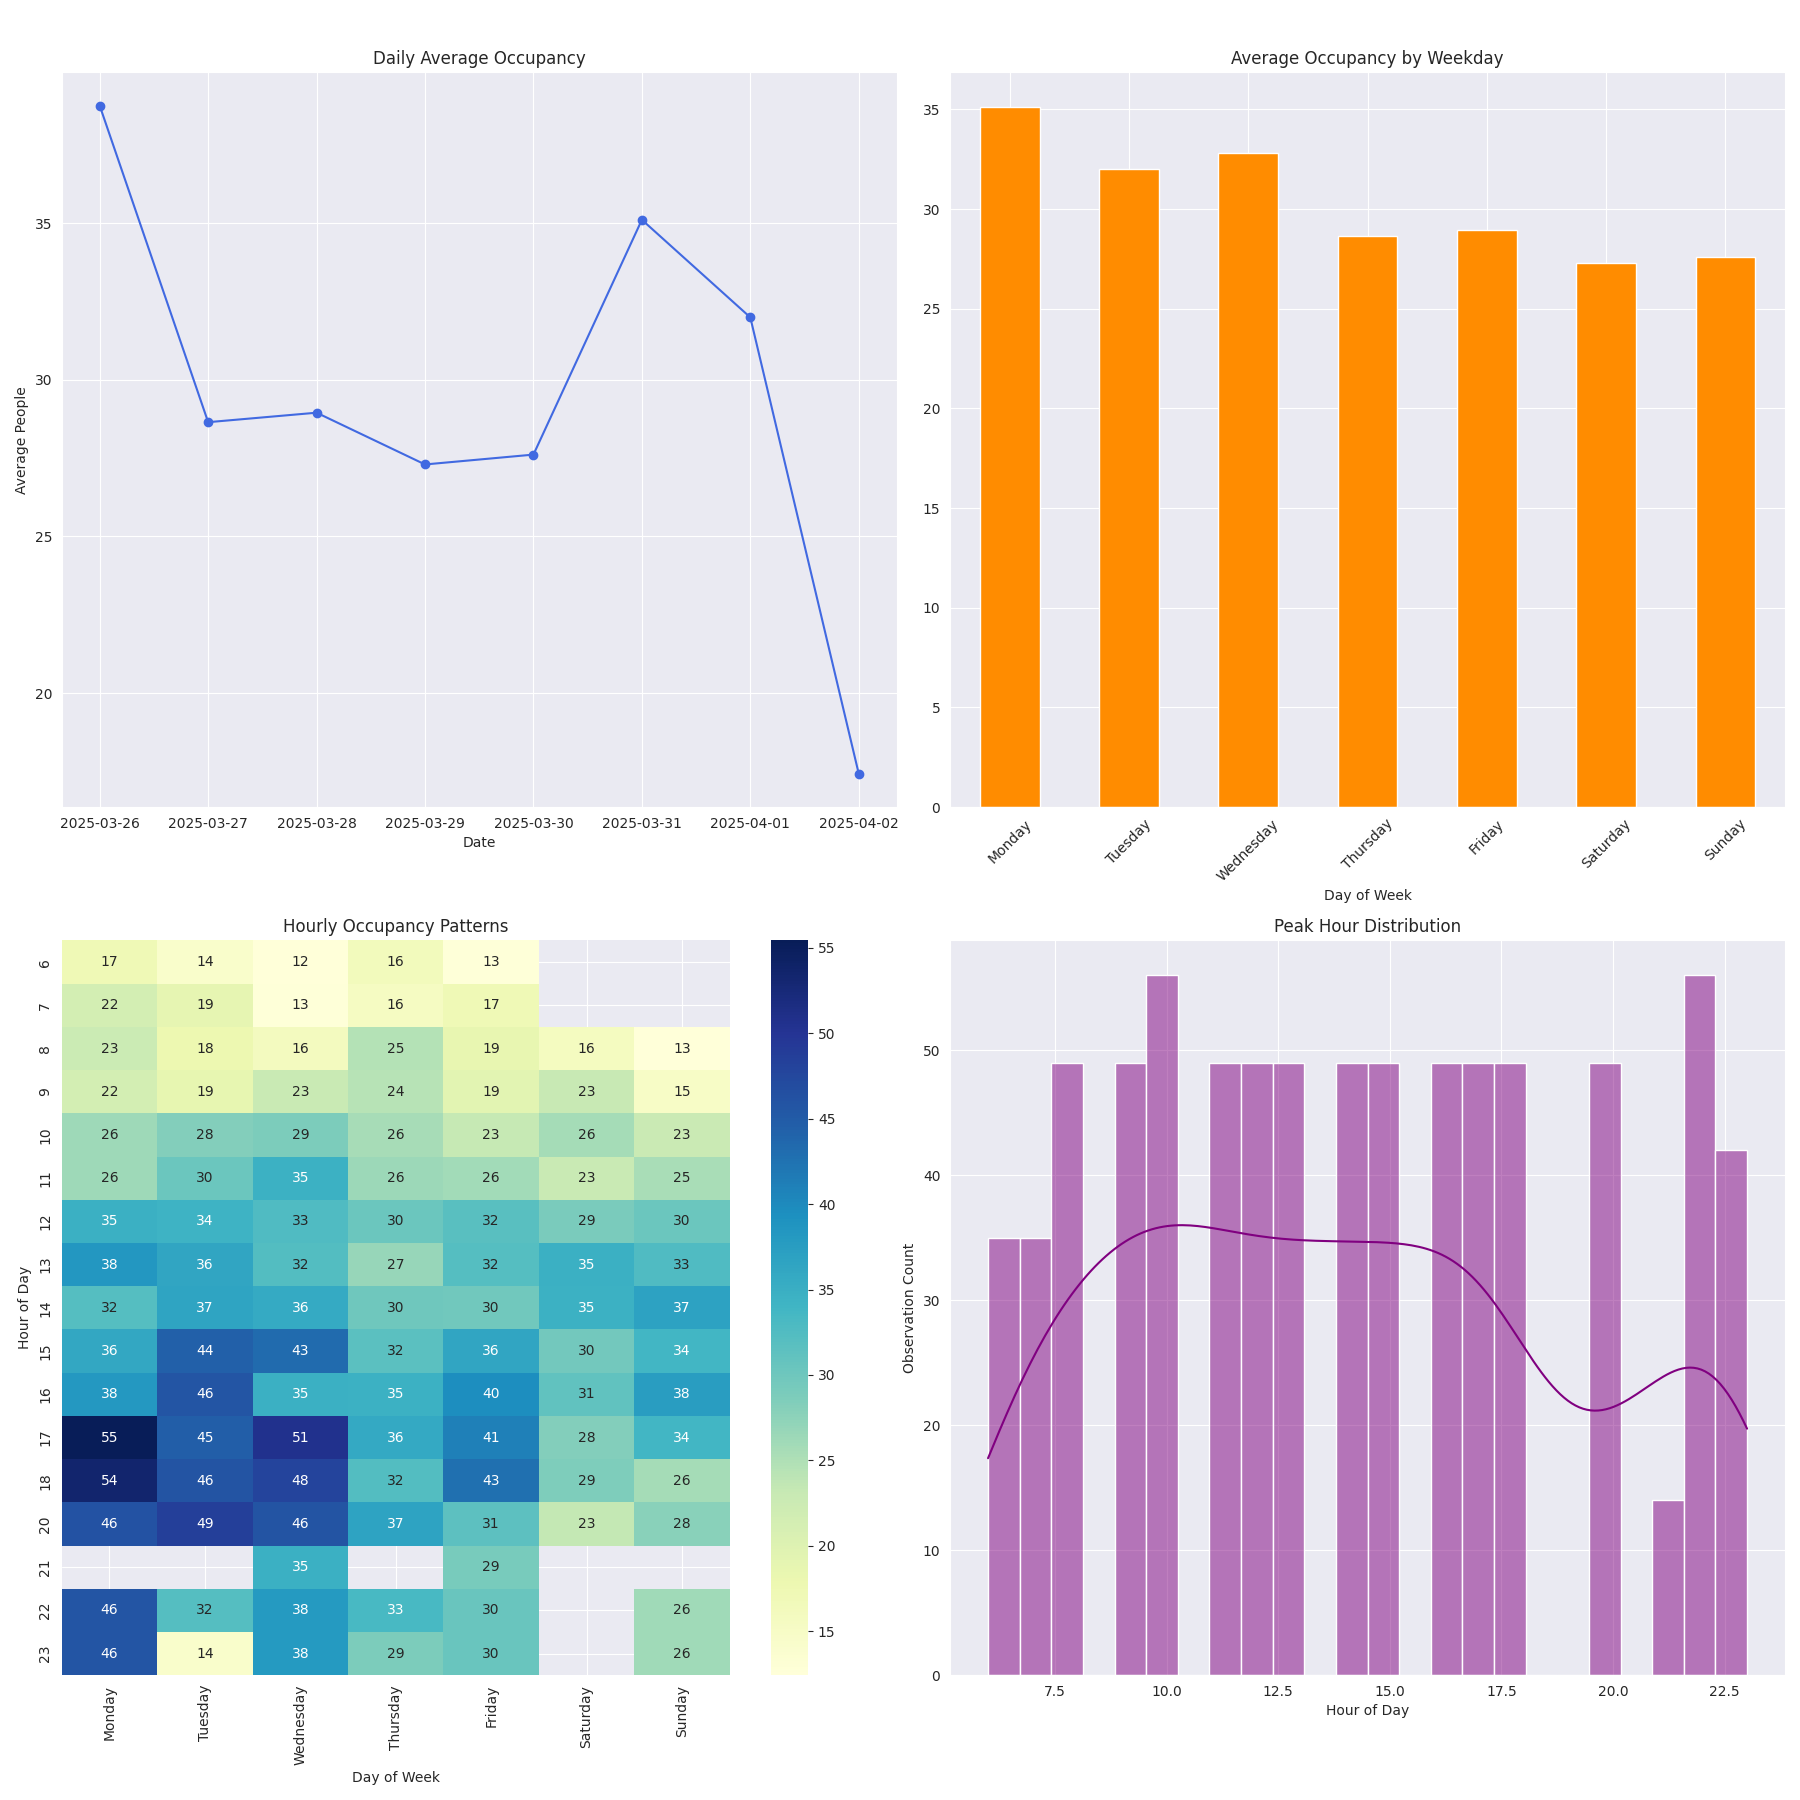 Daily Average Occupancy
Average People
35
30
25
20
2025-03-26 2025-03-27 2025-03-28 2025-03-29 2025-03-30 2025-03-31 2025-04-01 2025-04-02
Date
Average Occupancy by Weekday
35
30
25
20
15
10
5
0
Monday Tuesday Wednesday Thursday Friday Saturday Sunday
Day of Week
Hourly Occupancy Patterns
Hour of Day
6 17 14 12 16 13
7 22 19 13 16 17
8 23 18 16 25 19 16 13
9 22 19 23 24 19 23 15
10 26 28 29 26 23 26 23
11 26 30 35 26 26 23 25
12 35 34 33 30 32 29 30
13 38 36 32 27 32 35 33
14 32 37 36 30 30 35 37
15 36 44 43 32 36 30 34
16 38 46 35 35 40 31 38
17 55 45 51 36 41 28 34
18 54 46 48 32 43 29 26
20 46 49 46 37 31 23 28
21 35 29
22 46 32 38 33 30 26
23 46 14 38 29 30 26
Monday Tuesday Wednesday Thursday Friday Saturday Sunday
Day of Week
55
50
45
40
35
30
25
20
15
Peak Hour Distribution
Observation Count
50
40
30
20
10
0
7.5 10.0 12.5 15.0 17.5 20.0 22.5
Hour of Day